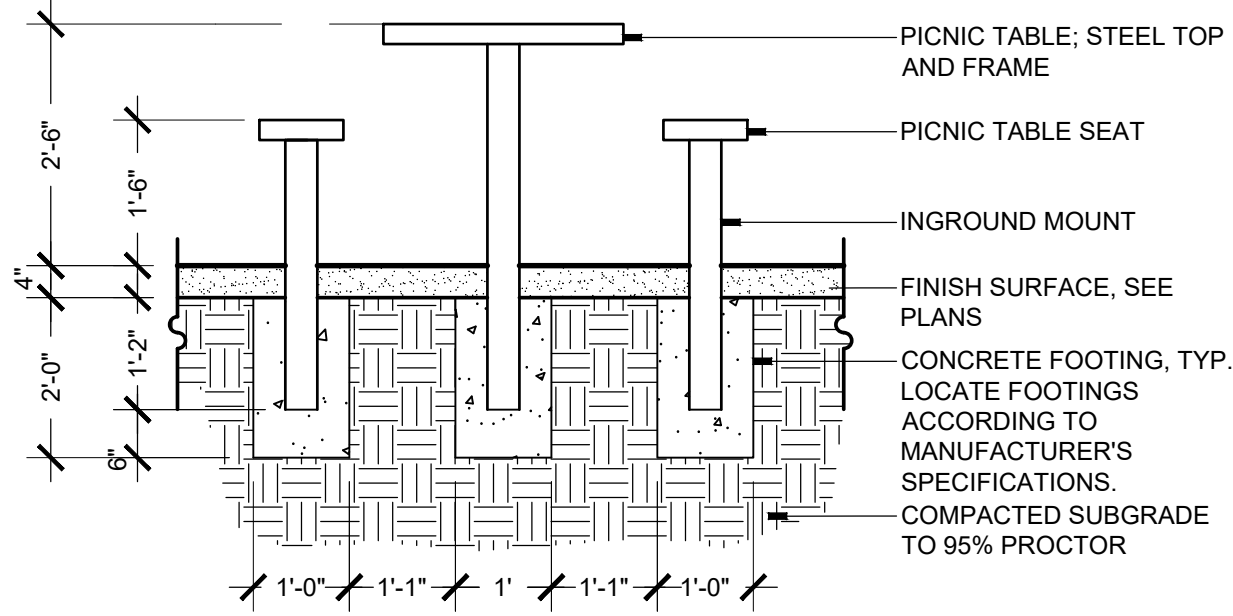 PICNIC TABLE; STEEL TOP
AND FRAME
PICNIC TABLE SEAT
INGROUND MOUNT
FINISH SURFACE, SEE
PLANS
CONCRETE FOOTING, TYP.
LOCATE FOOTINGS
ACCORDING TO
MANUFACTURER'S
SPECIFICATIONS.
COMPACTED SUBGRADE
TO 95% PROCTOR
2'-6"
1'-6"
4"
2'-0"
1'-2"
6"
1'-0"
1'-1"
1'
1'-1"
1'-0"